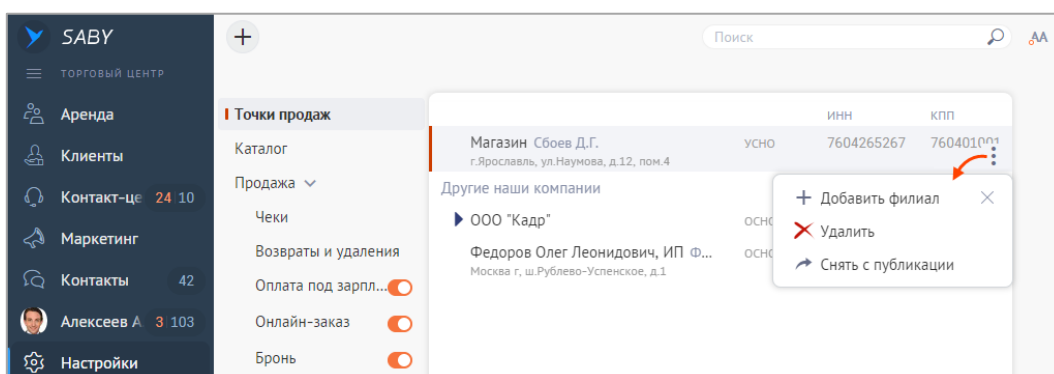 SABY
Поиск
АА
ТОРГОВЫЙ ЦЕНТР
Аренда
Клиенты
Контакт-це 24 10
Маркетинг
Контакты 42
Алексеев А 3 103
Настройки
Точки продаж
Каталог
Продажа
Чеки
Возвраты и удаления
Оплата под зарпл...
Онлайн-заказ
Бронь
ИНН КПП
Магазин Сбоев Д.Г. УСНО 7604265267 760401001
г.Ярославль, ул.Наумова, д.12, пом.4
Другие наши компании
ООО "Кадр" ОСНО
Федоров Олег Леонидович, ИП Ф... ОСНО
Москва г, ш.Рублево-Успенское, д.1
Добавить филиал
Удалить
Снять с публикации